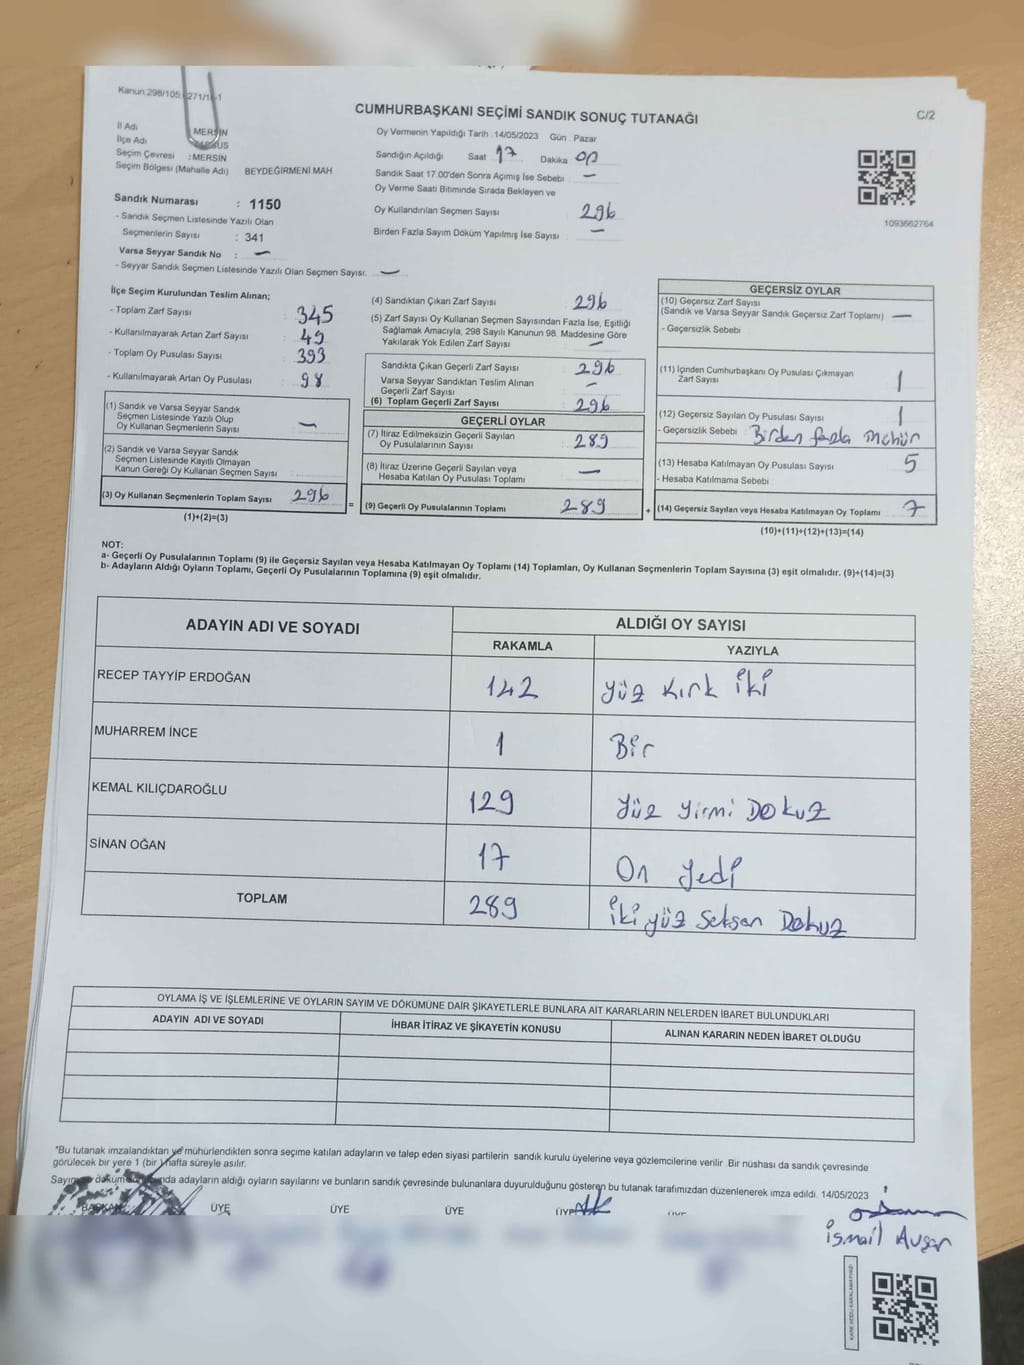 Kanun:298/105, 271/1
C/2
CUMHURBAŞKANI SEÇİMİ SANDIK SONUÇ TUTANAĞI
İl Adı MERSİN
İlçe Adı
Seçim Çevresi :MERSİN
Seçim Bölgesi (Mahalle Adı) BEYDEĞİRMENİ MAH
Oy Vermenin Yapıldığı Tarih :14/05/2023 Gün : Pazar
Sandığın Açıldığı Saat 17 Dakika 00
Sandık Saat 17.00'den Sonra Açımış İse Sebebi : —
Oy Verme Saati Bitiminde Sırada Bekleyen ve
Oy Kullandırılan Seçmen Sayısı 296
Birden Fazla Sayım Döküm Yapılmış İse Sayısı —
1093662764
Sandık Numarası : 1150
- Sandık Seçmen Listesinde Yazılı Olan
Seçmenlerin Sayısı : 341
Varsa Seyyar Sandık No : —
- Seyyar Sandık Seçmen Listesinde Yazılı Olan Seçmen Sayısı: —
İlçe Seçim Kurulundan Teslim Alınan;
- Toplam Zarf Sayısı : 345
- Kullanılmayarak Artan Zarf Sayısı : 49
- Toplam Oy Pusulası Sayısı : 393
- Kullanılmayarak Artan Oy Pusulası : 98
(1) Sandık ve Varsa Seyyar Sandık
Seçmen Listesinde Yazılı Olup
Oy Kullanan Seçmenlerin Sayısı —
(2) Sandık ve Varsa Seyyar Sandık
Seçmen Listesinde Kayıtlı Olmayan
Kanun Gereği Oy Kullanan Seçmen Sayısı
(3) Oy Kullanan Seçmenlerin Toplam Sayısı 296
(1)+(2)=(3)
(4) Sandıktan Çıkan Zarf Sayısı 296
(5) Zarf Sayısı Oy Kullanan Seçmen Sayısından Fazla İse, Eşitliği
Sağlamak Amacıyla, 298 Sayılı Kanunun 98. Maddesine Göre
Yakılarak Yok Edilen Zarf Sayısı : —
Sandıkta Çıkan Geçerli Zarf Sayısı 296
Varsa Seyyar Sandıktan Teslim Alınan
Geçerli Zarf Sayısı —
(6) Toplam Geçerli Zarf Sayısı 296
GEÇERLİ OYLAR
(7) İtiraz Edilmeksizin Geçerli Sayılan
Oy Pusulalarının Sayısı : 289
(8) İtiraz Üzerine Geçerli Sayılan veya
Hesaba Katılan Oy Pusulası Toplamı —
= (9) Geçerli Oy Pusulalarının Toplamı 289
GEÇERSİZ OYLAR
(10) Geçersiz Zarf Sayısı
(Sandık ve Varsa Seyyar Sandık Geçersiz Zarf Toplamı) —
- Geçersizlik Sebebi
(11) İçinden Cumhurbaşkanı Oy Pusulası Çıkmayan
Zarf Sayısı 1
(12) Geçersiz Sayılan Oy Pusulası Sayısı 1
- Geçersizlik Sebebi Birden fazla mühür
(13) Hesaba Katılmayan Oy Pusulası Sayısı 5
- Hesaba Katılmama Sebebi
+ (14) Geçersiz Sayılan veya Hesaba Katılmayan Oy Toplamı 7
(10)+(11)+(12)+(13)=(14)
NOT:
a- Geçerli Oy Pusulalarının Toplamı (9) ile Geçersiz Sayılan veya Hesaba Katılmayan Oy Toplamı (14) Toplamları, Oy Kullanan Seçmenlerin Toplam Sayısına (3) eşit olmalıdır. (9)+(14)=(3)
b- Adayların Aldığı Oyların Toplamı, Geçerli Oy Pusulalarının Toplamına (9) eşit olmalıdır.
ADAYIN ADI VE SOYADI
ALDIĞI OY SAYISI
RAKAMLA YAZIYLA
RECEP TAYYİP ERDOĞAN 142 Yüz Kırk İki
MUHARREM İNCE 1 Bir
KEMAL KILIÇDAROĞLU 129 Yüz Yirmi Dokuz
SİNAN OĞAN 17 On Yedi
TOPLAM 289 İki yüz Seksen Dokuz
OYLAMA İŞ VE İŞLEMLERİNE VE OYLARIN SAYIM VE DÖKÜMÜNE DAİR ŞİKAYETLERLE BUNLARA AİT KARARLARIN NELERDEN İBARET BULUNDUKLARI
ADAYIN ADI VE SOYADI İHBAR İTİRAZ VE ŞİKAYETİN KONUSU ALINAN KARARIN NEDEN İBARET OLDUĞU
*Bu tutanak imzalandıktan ve mühürlendikten sonra seçime katılan adayların ve talep eden siyasi partilerin sandık kurulu üyelerine veya gözlemcilerine verilir .Bir nüshası da sandık çevresinde
görülecek bir yere 1 (bir) hafta süreyle asılır.
adayların aldığı oyların sayılarını ve bunların sandık çevresinde bulunanlara duyurulduğunu gösteren bu tutanak tarafımızdan düzenlenerek imza edildi. 14/05/2023
BAŞKAN ÜYE ÜYE ÜYE ÜYE ÜYE
İsmail Avşar